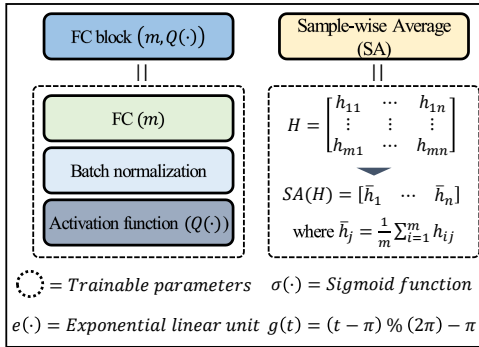 FC block (m, Q(·))
FC (m)
Batch normalization
Activation function (Q(·))
Sample-wise Average
(SA)
H = [h₁₁ ⋯ h₁ₙ
⋮ ⋮ ⋮
hₘ₁ ⋯ hₘₙ]
SA(H) = [h̄₁ ⋯ h̄ₙ]
where h̄ⱼ = 1/m ∑ᵢ₌₁ᵐ hᵢⱼ
= Trainable parameters σ(·) = Sigmoid function
e(·) = Exponential linear unit g(t) = (t − π) % (2π) − π